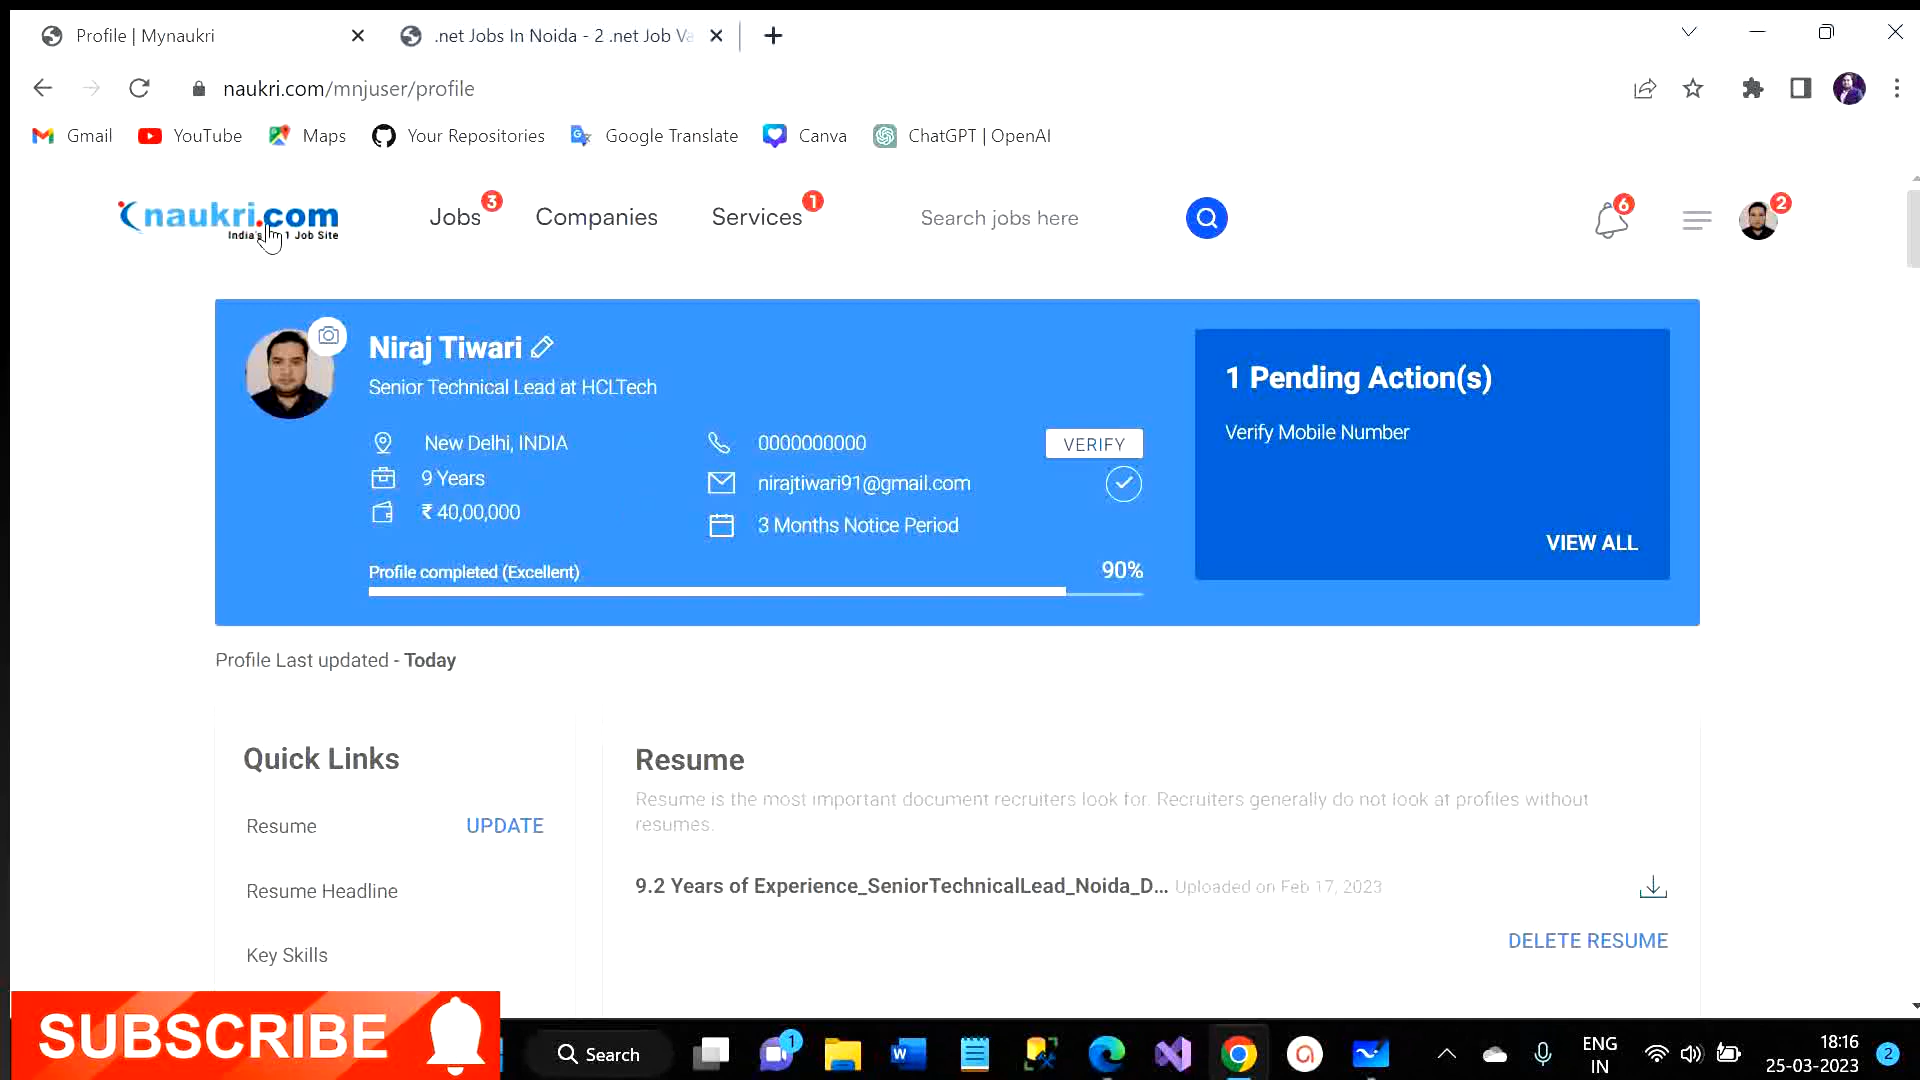 Profile | Mynaukri
.net Jobs In Noida - 2 .net Job Va
naukri.com/mnjuser/profile
Gmail YouTube Maps Your Repositories Google Translate Canva ChatGPT | OpenAI
naukri.com
India's 1 Job Site
Jobs 3 Companies Services 1 Search jobs here 6 2
Niraj Tiwari
Senior Technical Lead at HCLTech
New Delhi, INDIA
9 Years
₹ 40,00,000
0000000000 VERIFY
nirajtiwari91@gmail.com
3 Months Notice Period
Profile completed (Excellent) 90%
1 Pending Action(s)
Verify Mobile Number
VIEW ALL
Profile Last updated - Today
Quick Links
Resume UPDATE
Resume Headline
Key Skills
Resume
Resume is the most important document recruiters look for. Recruiters generally do not look at profiles without
resumes.
9.2 Years of Experience_SeniorTechnicalLead_Noida_D... Uploaded on Feb 17, 2023
DELETE RESUME
SUBSCRIBE
Search
1
ENG
IN
18:16
25-03-2023
2